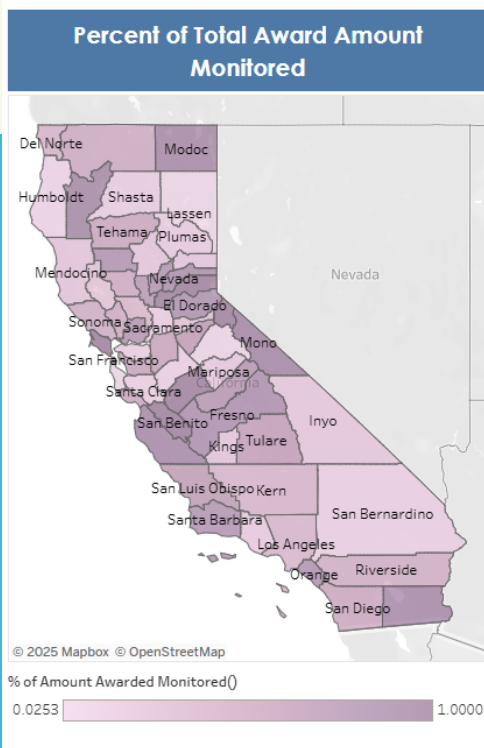 Percent of Total Award Amount
Monitored
Del Norte
Modoc
Humboldt
Shasta
Lassen
Tehama
Plumas
Mendocino
Nevada
Nevada
El Dorado
Sonoma
Sacramento
Mono
San Francisco
Mariposa
California
Santa Clara
Fresno
San Benito
Inyo
Kings
Tulare
San Luis Obispo
Kern
San Bernardino
Santa Barbara
Los Angeles
Orange
Riverside
San Diego
© 2025 Mapbox © OpenStreetMap
% of Amount Awarded Monitored()
0.0253
1.0000